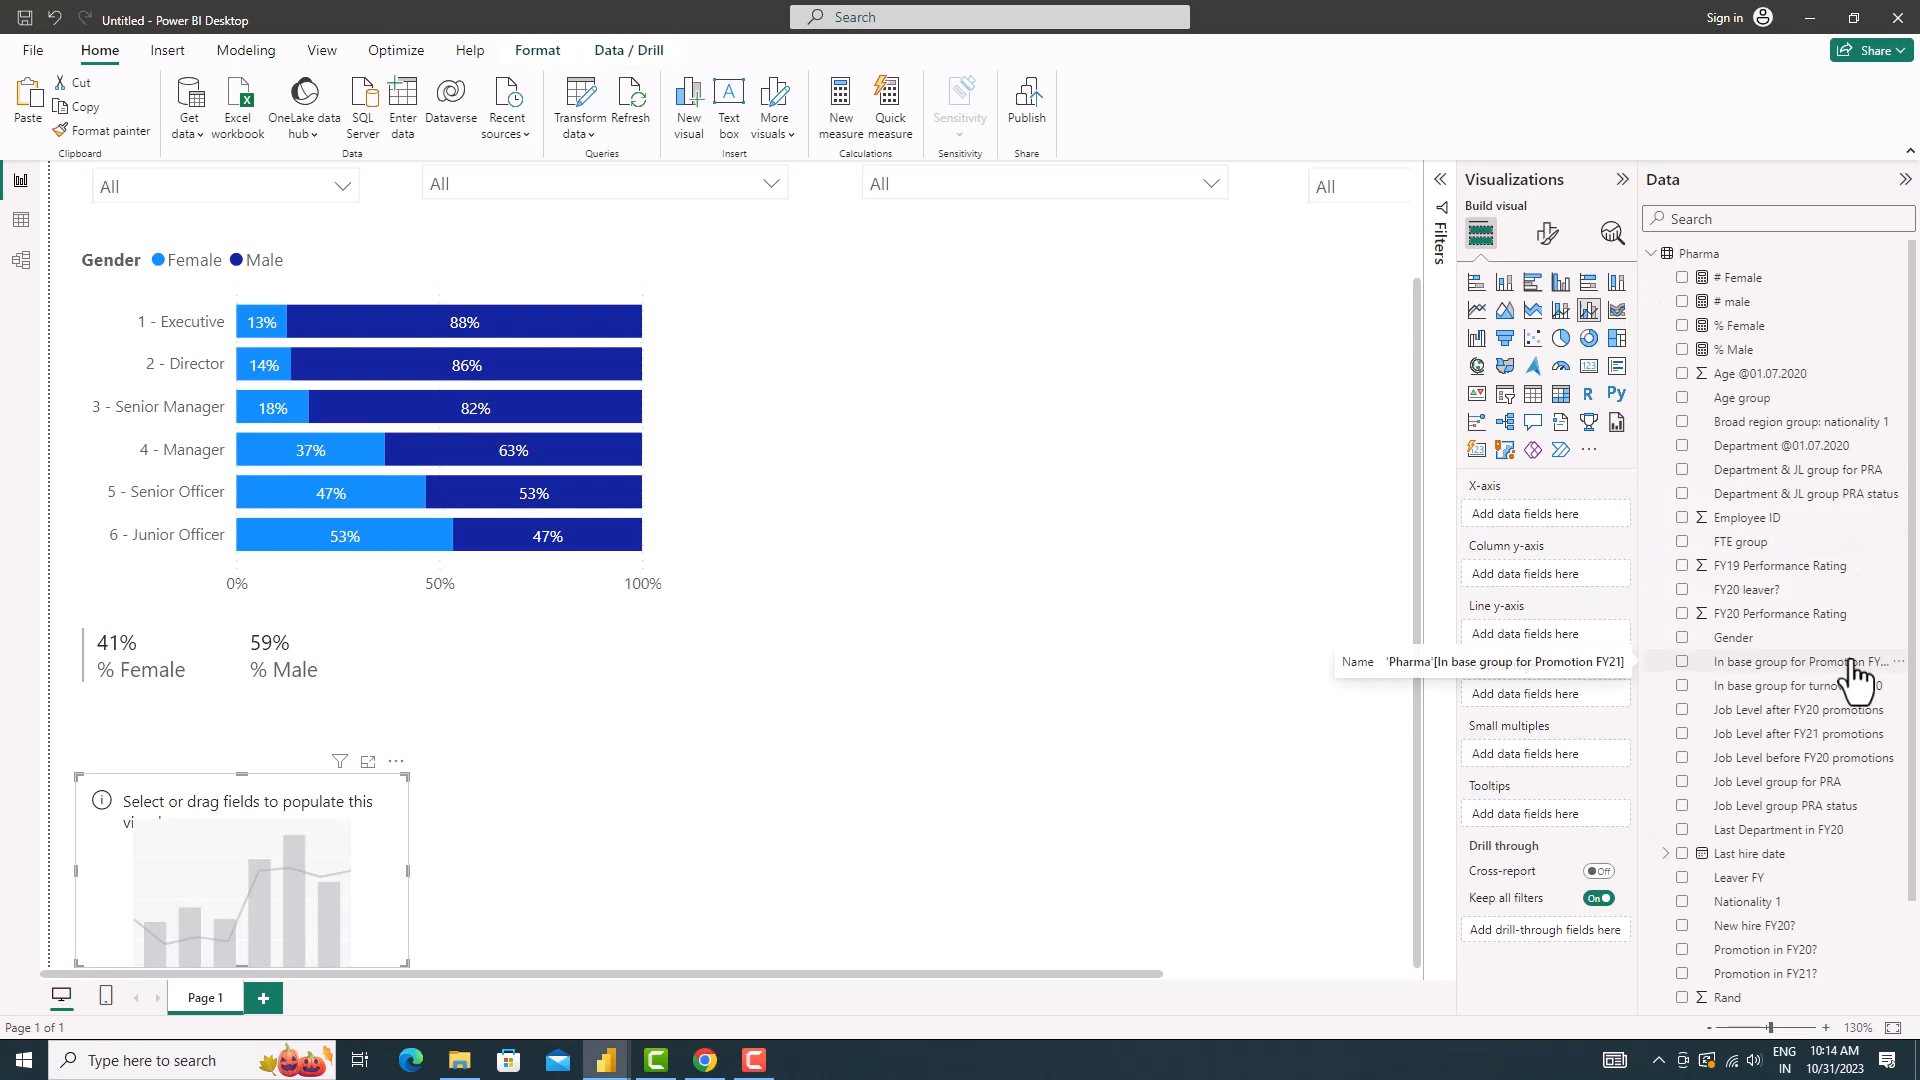 Untitled - Power BI Desktop
Search
Sign in
File
Home
Insert
Modeling
View
Optimize
Help
Format
Data / Drill
Share
Paste
Cut
Copy
Format painter
Clipboard
Get data
Excel workbook
OneLake data hub
SQL Server
Enter data
Dataverse
Recent sources
Data
Transform data
Refresh
Queries
New visual
Text box
More visuals
Insert
New measure
Quick measure
Calculations
Sensitivity
Sensitivity
Publish
Share
All
All
All
All
Gender Female Male
1 - Executive 13% 88%
2 - Director 14% 86%
3 - Senior Manager 18% 82%
4 - Manager 37% 63%
5 - Senior Officer 47% 53%
6 - Junior Officer 53% 47%
0% 50% 100%
41% 59%
% Female % Male
Select or drag fields to populate this
Filters
Visualizations
Build visual
R
Py
123
123
X-axis
Add data fields here
Column y-axis
Add data fields here
Line y-axis
Add data fields here
Name 'Pharma'[In base group for Promotion FY21]
Add data fields here
Small multiples
Add data fields here
Tooltips
Add data fields here
Drill through
Cross-report Off
Keep all filters On
Add drill-through fields here
Data
Search
Pharma
# Female
# male
% Female
% Male
Age @01.07.2020
Age group
Broad region group: nationality 1
Department @01.07.2020
Department & JL group for PRA
Department & JL group PRA status
Employee ID
FTE group
FY19 Performance Rating
FY20 leaver?
FY20 Performance Rating
Gender
In base group for Promotion FY...
In base group for
Job Level after FY20 promotions
Job Level after FY21 promotions
Job Level before FY20 promotions
Job Level group for PRA
Job Level group PRA status
Last Department in FY20
Last hire date
Leaver FY
Nationality 1
New hire FY20?
Promotion in FY20?
Promotion in FY21?
Rand
Page 1
Page 1 of 1
- + 130%
Type here to search
ENG
IN
10:14 AM
10/31/2023